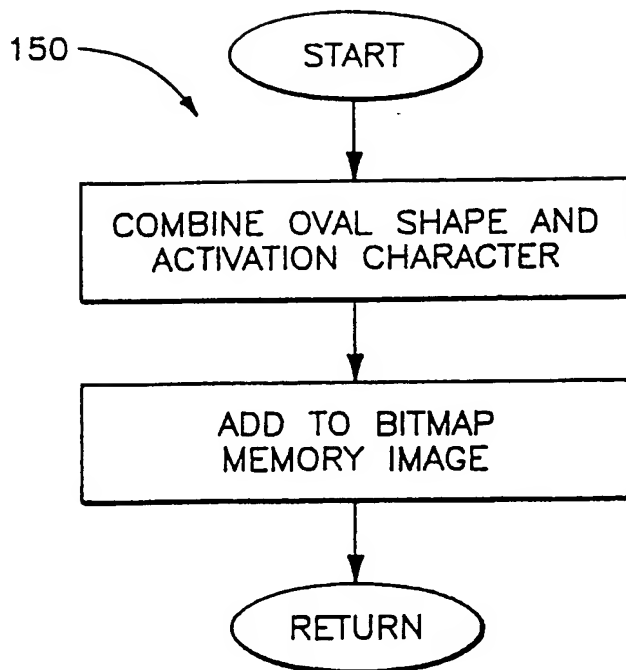 150
START
COMBINE OVAL SHAPE AND
ACTIVATION CHARACTER
ADD TO BITMAP
MEMORY IMAGE
RETURN